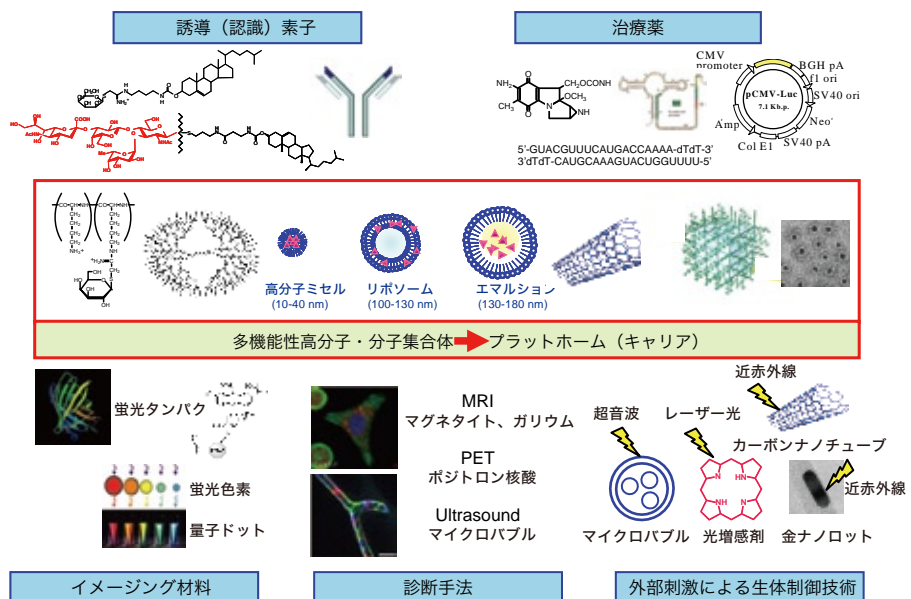 誘導（認識）素子
治療薬
CMV
promoter
BGH pA
f1 ori
pCMV-Luc
7.1 Kb.p.
SV40 ori
Neo
SV40 pA
Col E1
Amp
H₂N
CH₂OCONH
OCH₃
CH₃
NH
5'-GUACGUUUCAUGACCAAAA-dTdT-3'
3'dTdT-CAUGCAAAGUACUGGUUUU-5'
高分子ミセル
(10-40 nm)
リポソーム
(100-130 nm)
エマルション
(130-180 nm)
多機能性高分子・分子集合体
プラットホーム（キャリア）
蛍光タンパク
蛍光色素
量子ドット
MRI
マグネタイト、ガリウム
PET
ポジトロン核酸
Ultrasound
マイクロバブル
近赤外線
超音波
レーザー光
カーボンナノチューブ
近赤外線
N
HN
NH
N
マイクロバブル
光増感剤
金ナノロット
イメージング材料
診断手法
外部刺激による生体制御技術